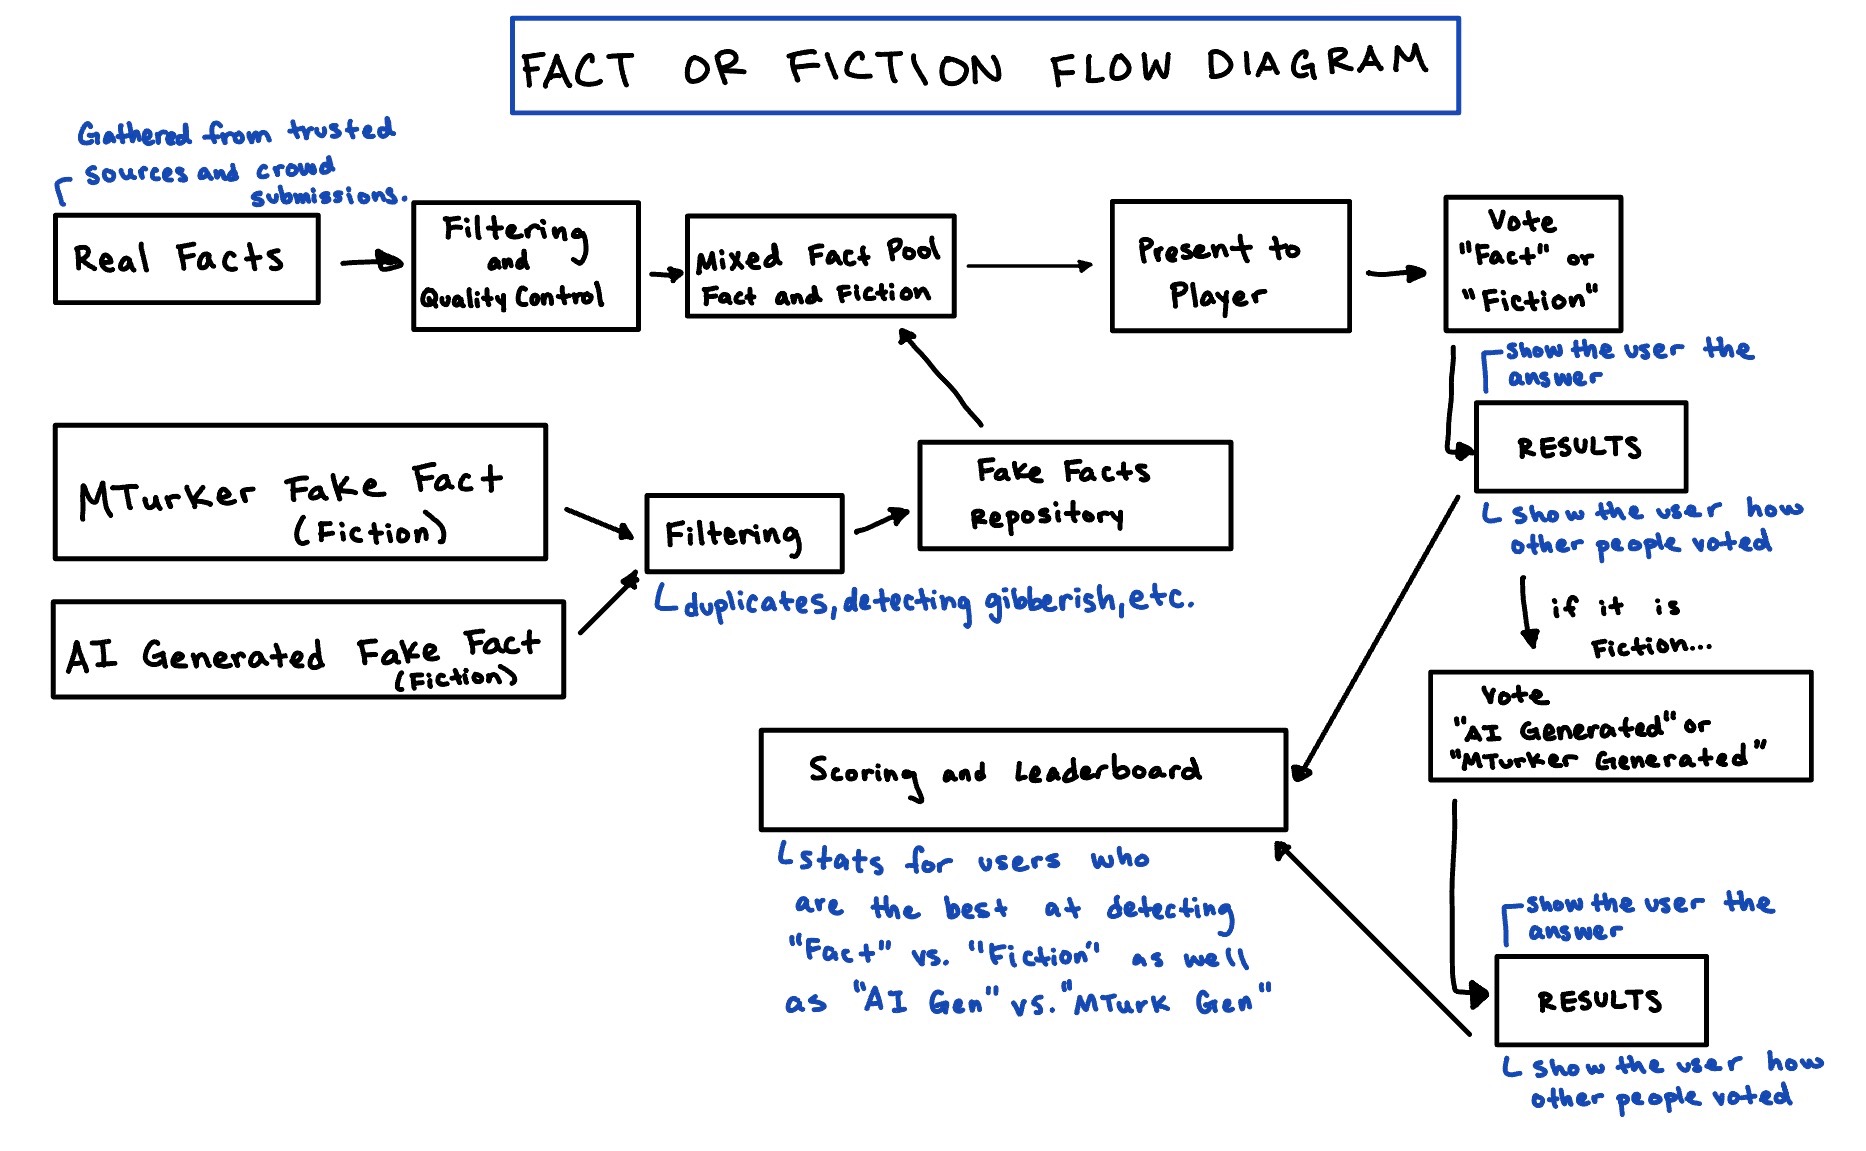 FACT OR FICTION FLOW DIAGRAM
Gathered from trusted
sources and crowd
submissions.
Real Facts
Filtering
and
Quality Control
Mixed Fact Pool
Fact and Fiction
Present to
Player
Vote
"Fact" or
"Fiction"
show the user the
answer
RESULTS
show the user how
other people voted
if it is
Fiction...
MTurker Fake Fact
(Fiction)
AI Generated Fake Fact
(Fiction)
Filtering
duplicates, detecting gibberish, etc.
Fake Facts
Repository
Vote
"AI Generated" or
"MTurker Generated"
show the user the
answer
RESULTS
show the user how
other people voted
Scoring and Leaderboard
stats for users who
are the best at detecting
"Fact" vs. "Fiction" as well
as "AI Gen" vs. "MTurk Gen"